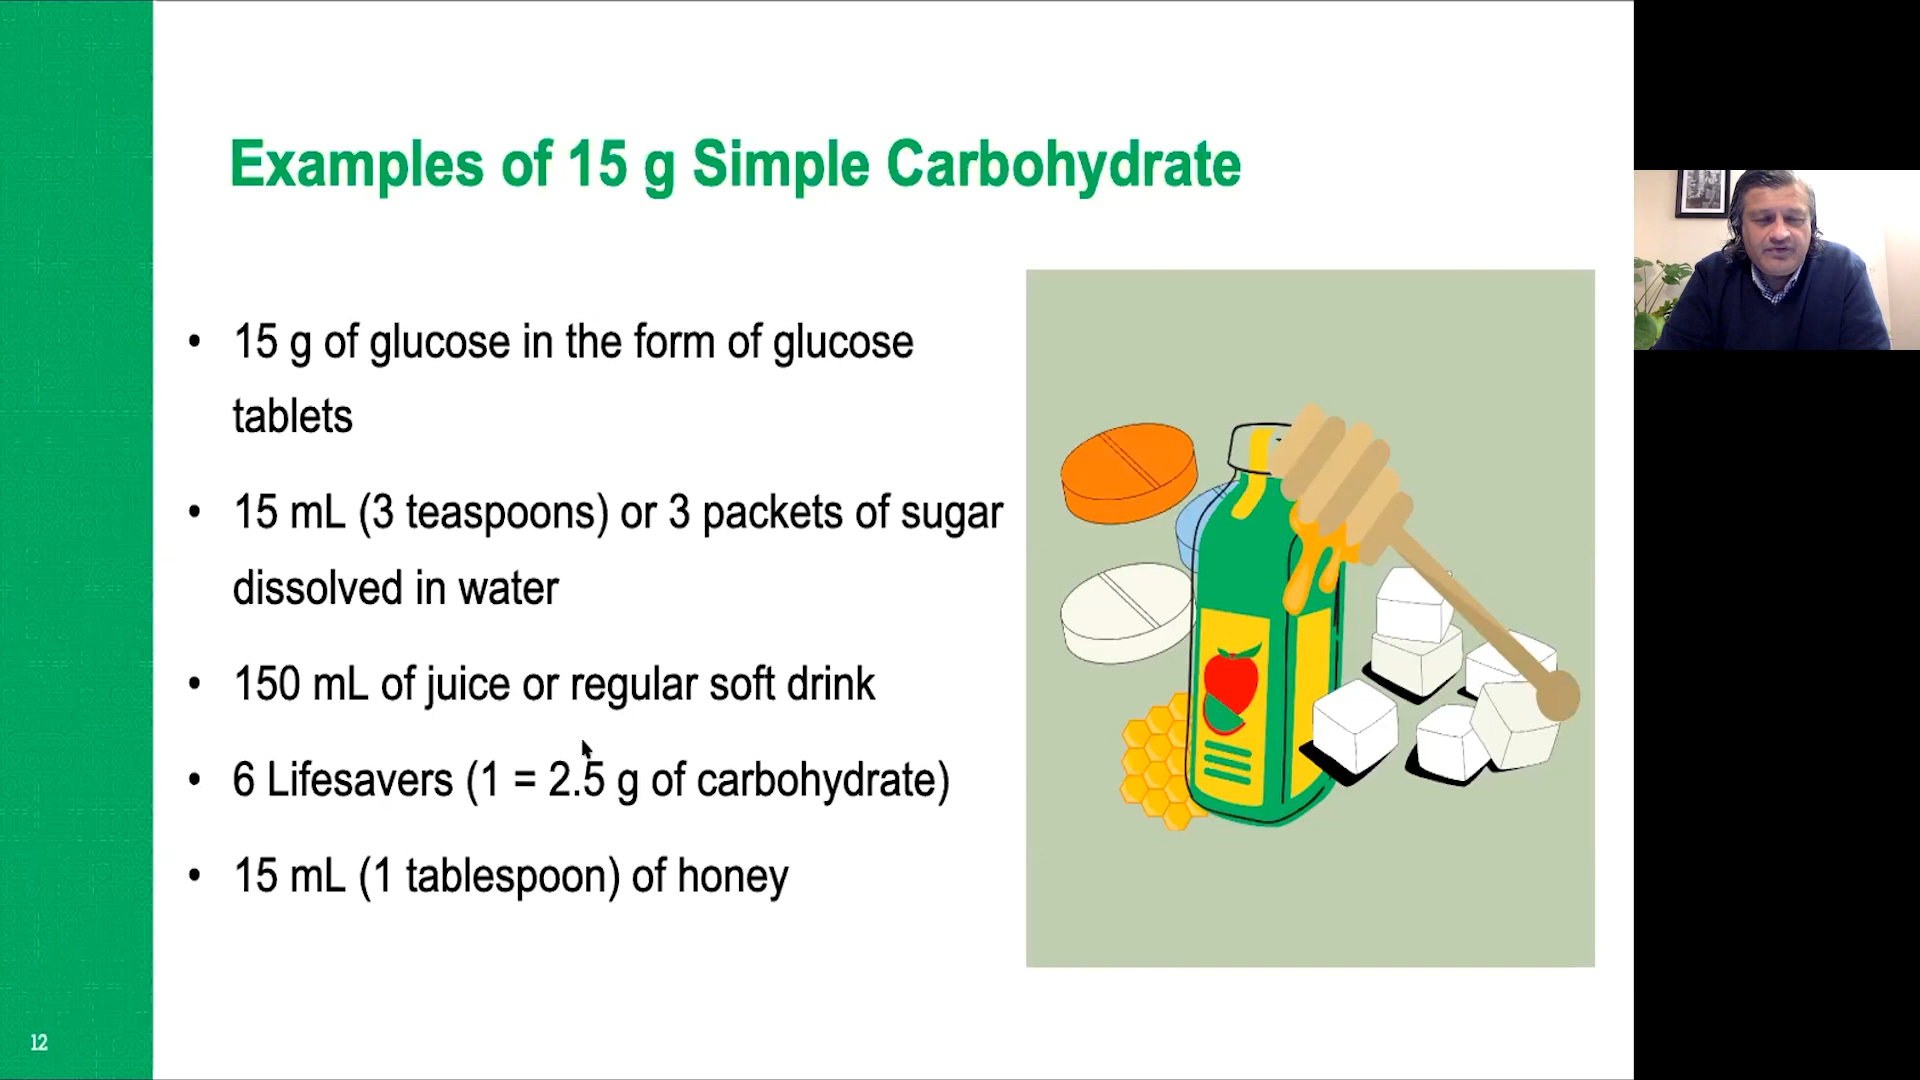 Examples of 15 g Simple Carbohydrate
• 15 g of glucose in the form of glucose
tablets
• 15 mL (3 teaspoons) or 3 packets of sugar
dissolved in water
• 150 mL of juice or regular soft drink
• 6 Lifesavers (1 = 2.5 g of carbohydrate)
• 15 mL (1 tablespoon) of honey
12